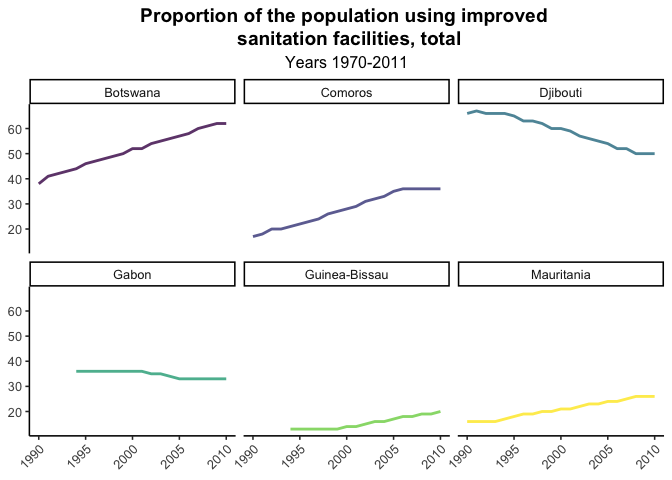 Proportion of the population using improved
sanitation facilities, total
Years 1970-2011
Botswana Comoros Djibouti
60
50
40
30
20
Gabon Guinea-Bissau Mauritania
60
50
40
30
20
1990 1995 2000 2005 2010 1990 1995 2000 2005 2010 1990 1995 2000 2005 2010